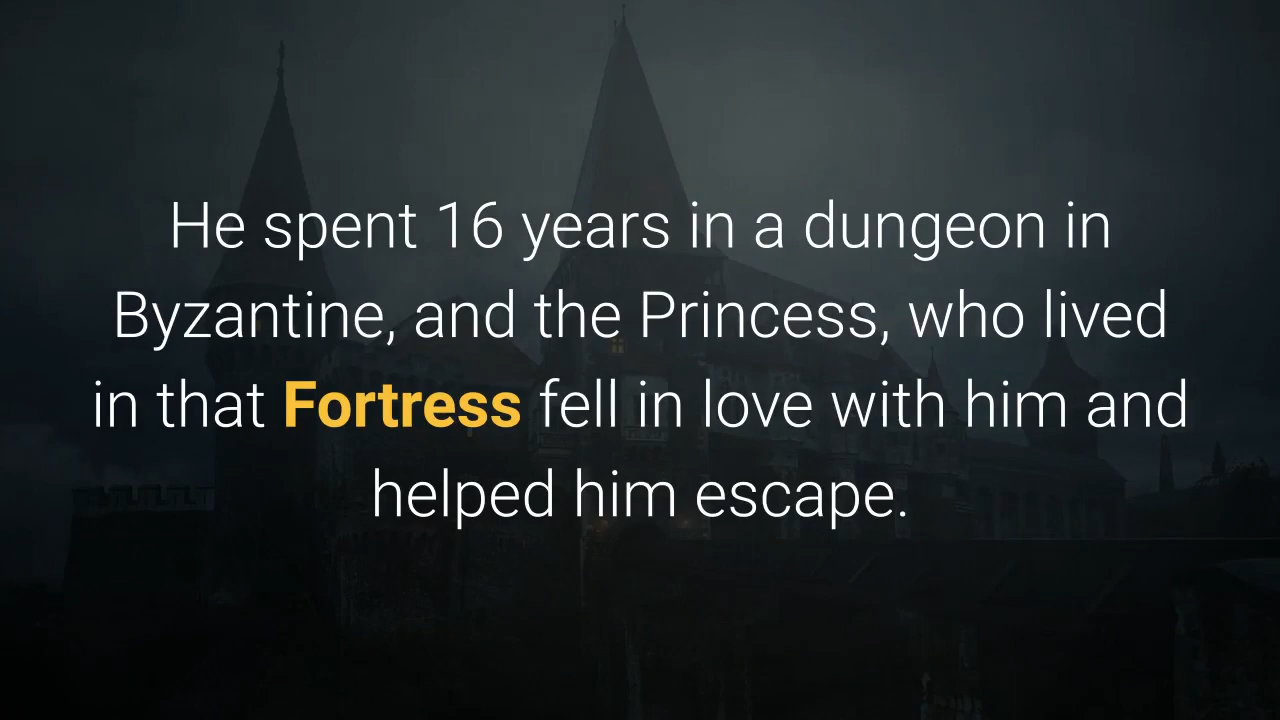 He spent 16 years in a dungeon in
Byzantine, and the Princess, who lived
in that Fortress fell in love with him and
helped him escape.